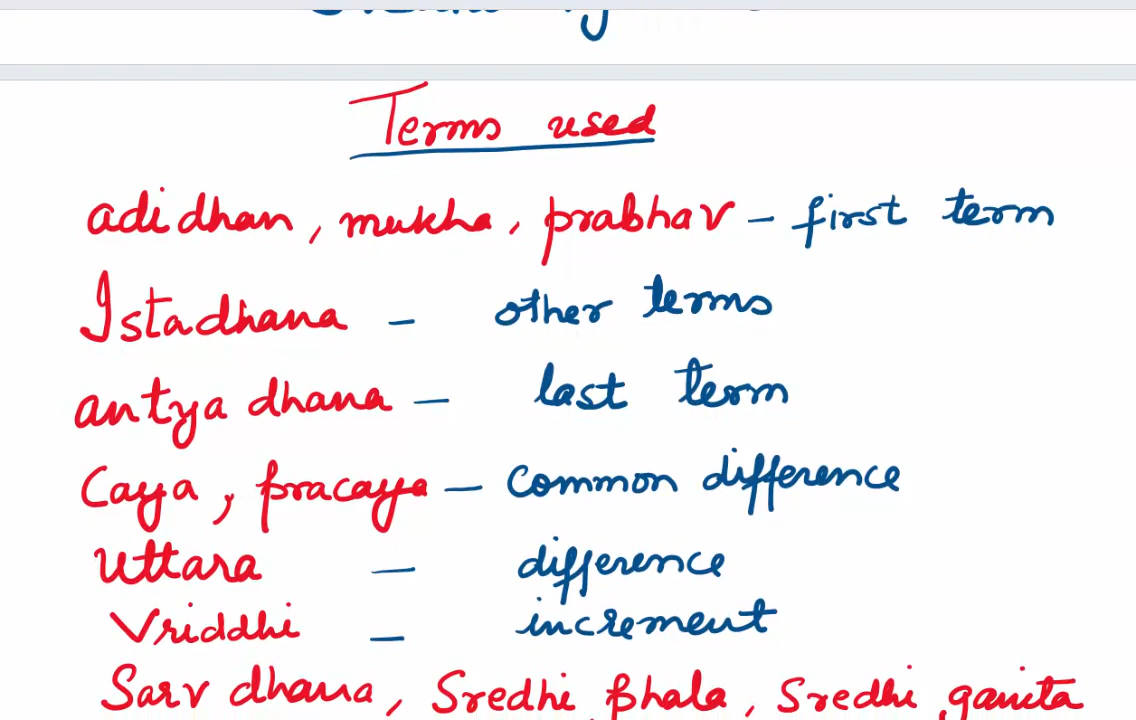 Terms used
adidhan, mukha, prabhav - first term
Istadhana - other terms
antya dhana - last term
Caya, pracaya - common difference
Uttara - difference
Vriddhi - increment
Sarv dhana, Sredhi phala, Sredhi ganita